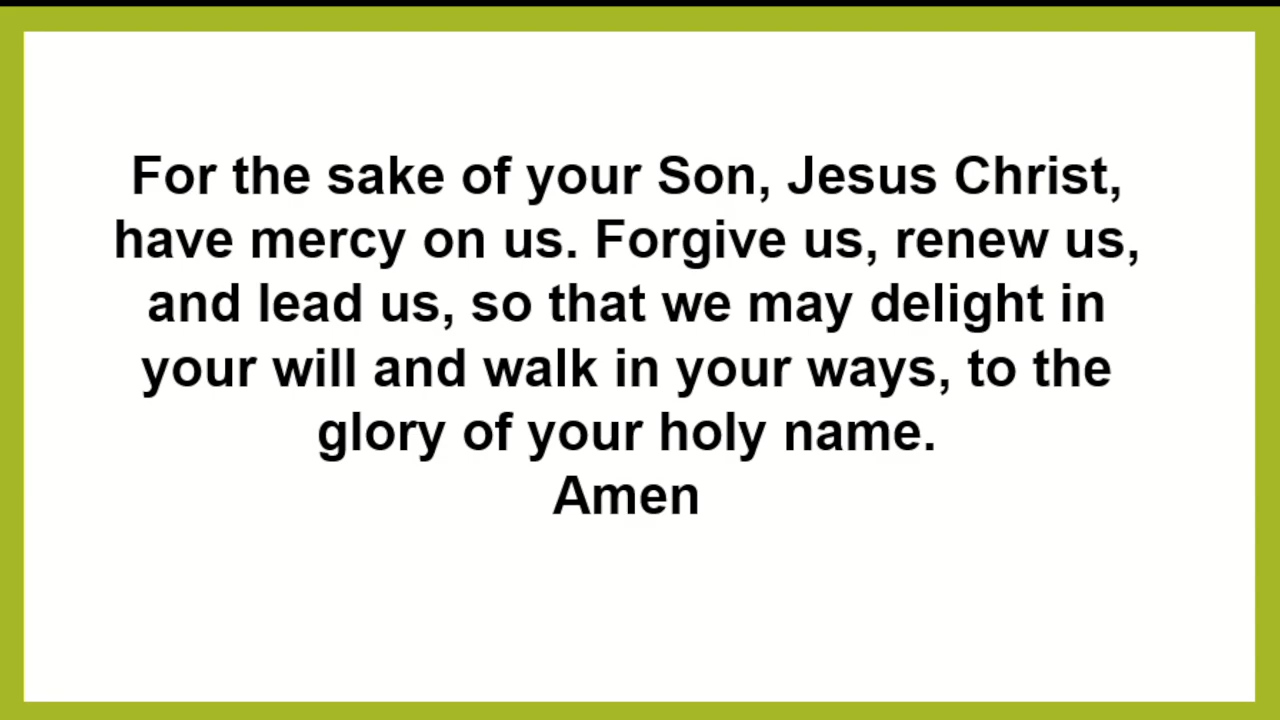 For the sake of your Son, Jesus Christ,
have mercy on us. Forgive us, renew us,
and lead us, so that we may delight in
your will and walk in your ways, to the
glory of your holy name.
Amen